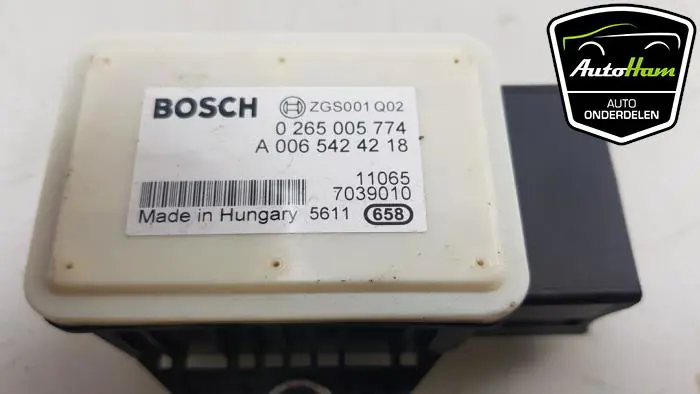 BOSCH ZGS001 Q02
0 265 005 774
A 006 542 42 18
11065
7039010
Made in Hungary 5611 658
AutoHam
AUTO
ONDERDELEN